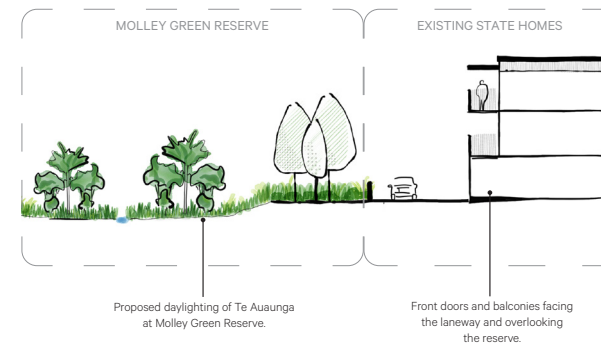 MOLLEY GREEN RESERVE
EXISTING STATE HOMES
Proposed daylighting of Te Auaunga
at Molley Green Reserve.
Front doors and balconies facing
the laneway and overlooking
the reserve.